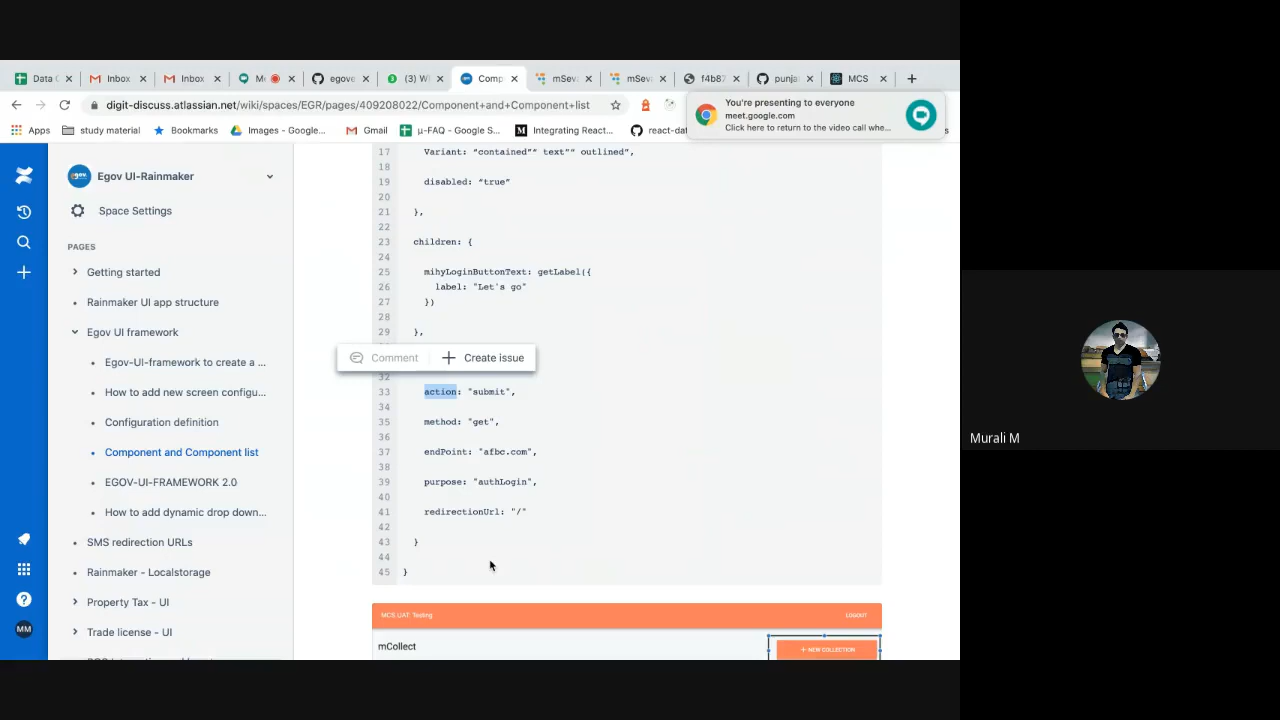 Data
Inbox
Inbox
egove
(3) W
Comp
mSev
mSev
f4b87
punja
MCS
digit-discuss.atlassian.net/wiki/spaces/EGR/pages/409208022/Component+and+Component+list
You're presenting to everyone
meet.google.com
Click here to return to the video call whe...
Apps
study material
Bookmarks
Images - Google...
Gmail
μ-FAQ - Google S...
Integrating React...
react-dat
Egov UI-Rainmaker
Space Settings
PAGES
Getting started
Rainmaker UI app structure
Egov UI framework
Egov-UI-framework to create a ...
How to add new screen configu...
Configuration definition
Component and Component list
EGOV-UI-FRAMEWORK 2.0
How to add dynamic drop down...
SMS redirection URLs
Rainmaker - Localstorage
Property Tax - UI
Trade license - UI
MM
17 Variant: “contained”“ text”“ outlined”,
18
19 disabled: “true”
20
21 },
22
23 children: {
24
25 mihyLoginButtonText: getLabel({
26 label: "Let's go"
27 })
28
29 },
Comment
Create issue
32
33 action: "submit",
34
35 method: "get",
36
37 endPoint: "afbc.com",
38
39 purpose: "authLogin",
40
41 redirectionUrl: "/"
42
43 }
44
45 }
MCS UAT: Testing
LOGOUT
mCollect
+ NEW COLLECTION
Murali M